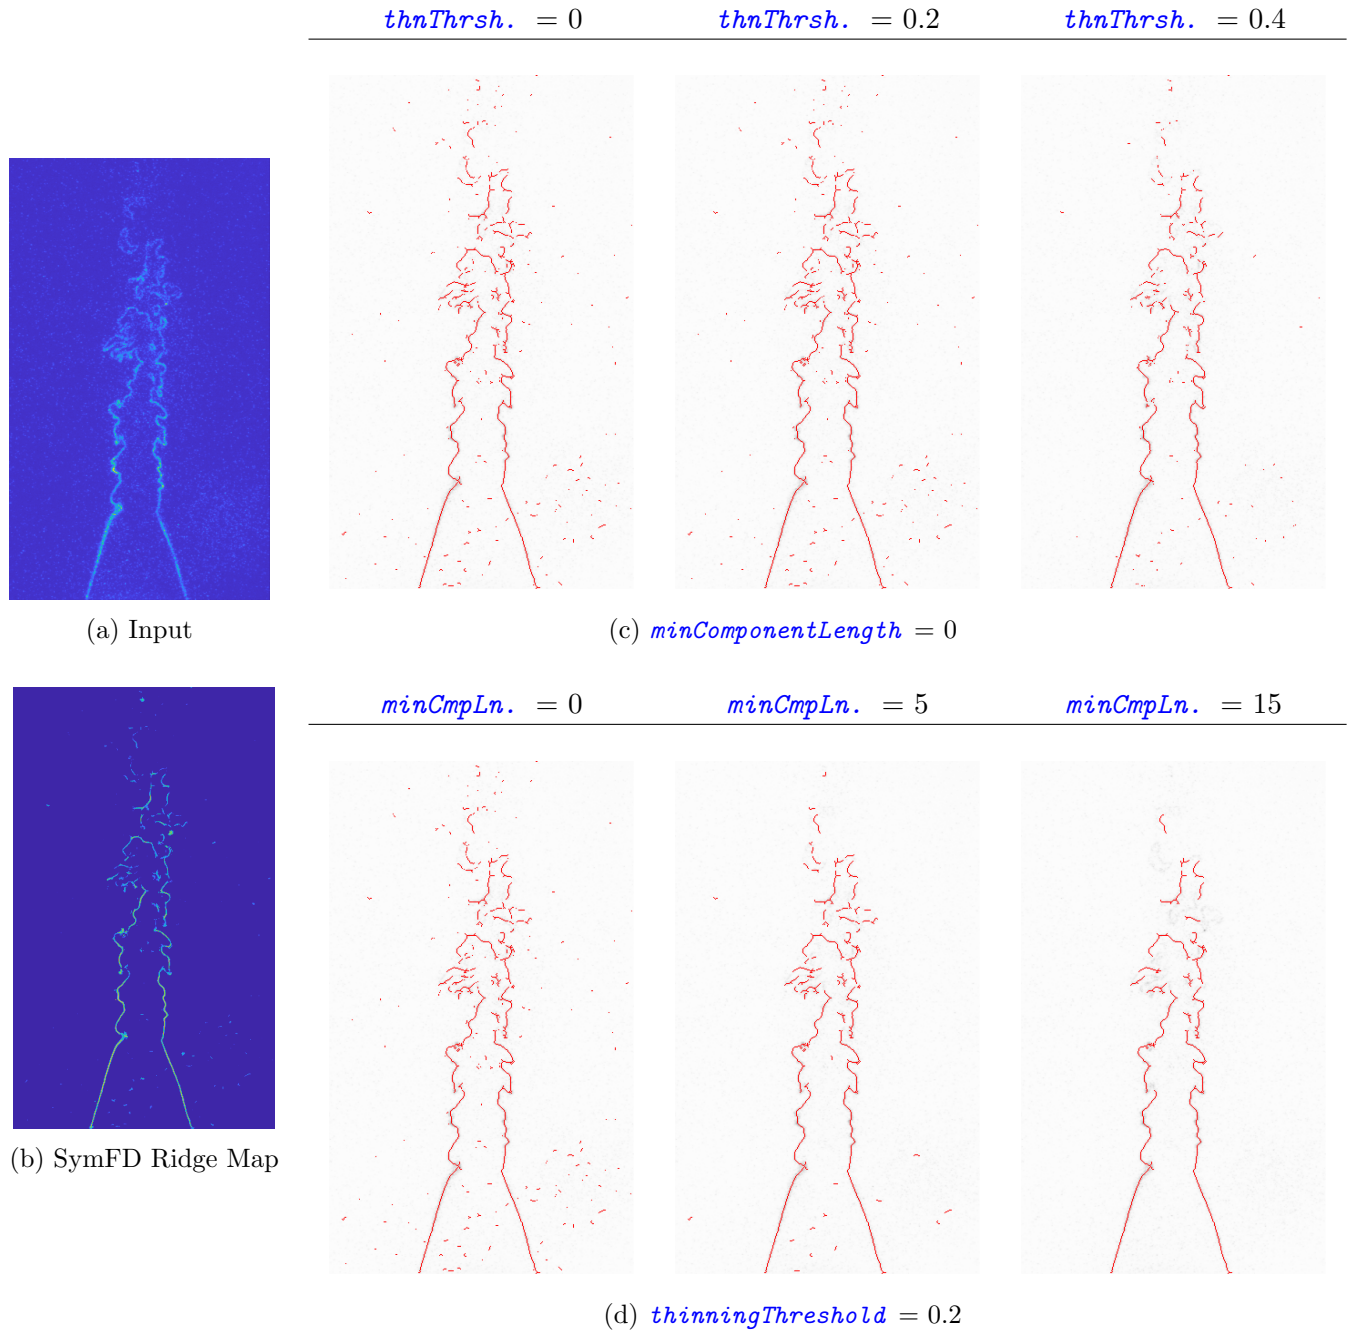 thnThrsh. = 0
thnThrsh. = 0.2
thnThrsh. = 0.4
(a) Input
(c) minComponentLength = 0
minCmpLn. = 0
minCmpLn. = 5
minCmpLn. = 15
(b) SymFD Ridge Map
(d) thinningThreshold = 0.2